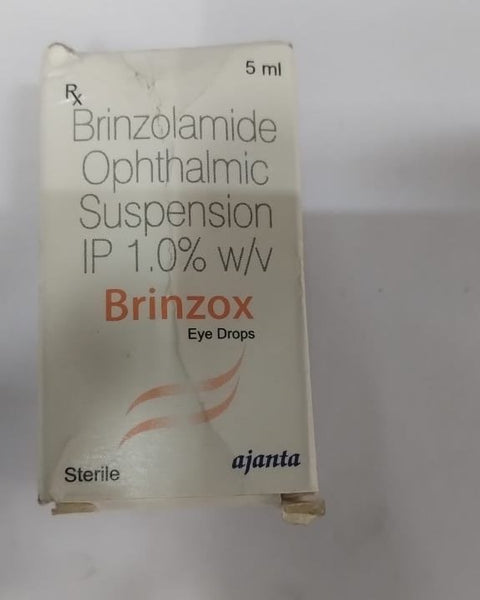 5 ml
Rx
Brinzolamide
Ophthalmic
Suspension
IP 1.0% w/v
Brinzox
Eye Drops
Sterile
ajanta